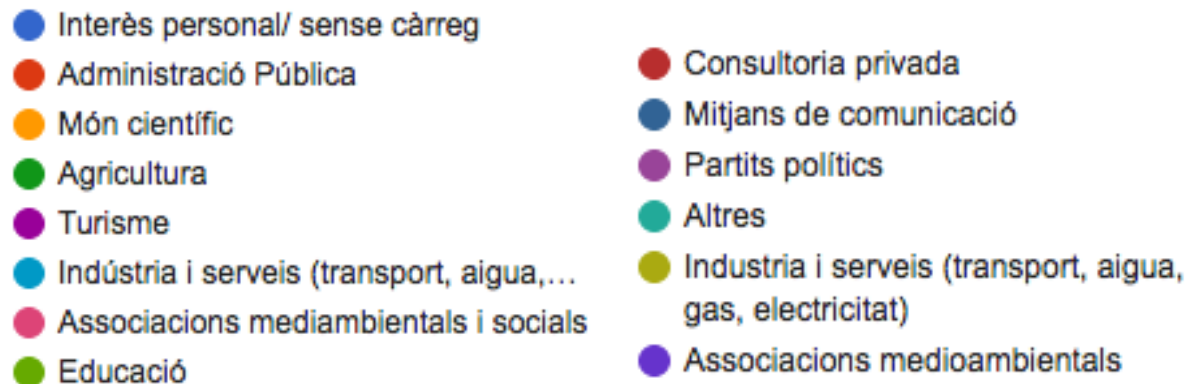 Interès personal/ sense càrreg
Administració Pública
Món científic
Agricultura
Turisme
Indústria i serveis (transport, aigua,…
Associacions mediambientals i socials
Educació
Consultoria privada
Mitjans de comunicació
Partits polítics
Altres
Industria i serveis (transport, aigua,
gas, electricitat)
Associacions medioambientals